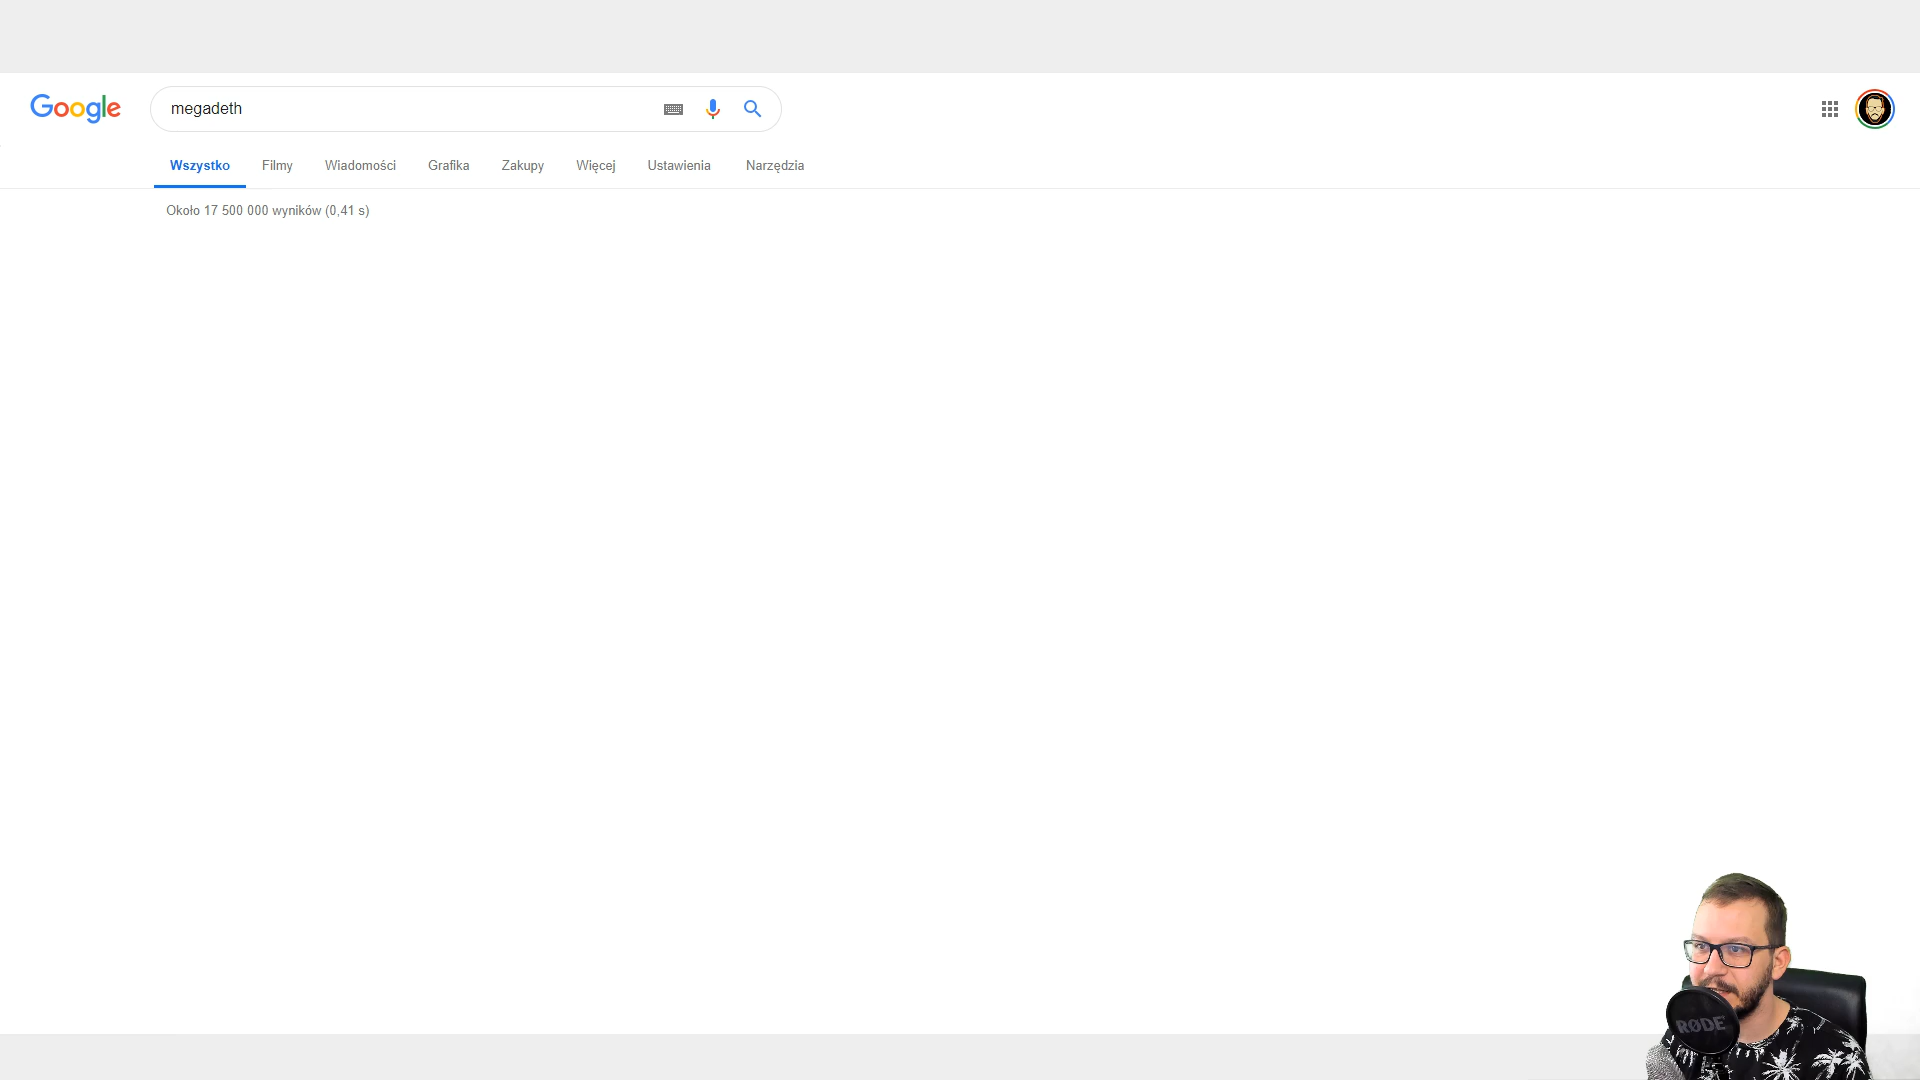 Google
megadeth
Wszystko Filmy Wiadomości Grafika Zakupy Więcej Ustawienia Narzędzia
Około 17 500 000 wyników (0,41 s)
RØDE